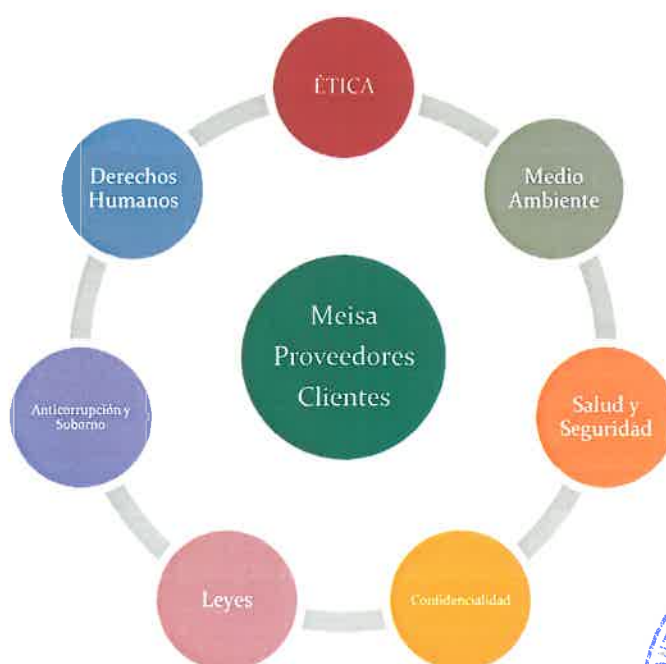 ÉTICA
Medio
Ambiente
Salud y
Seguridad
Confidencialidad
Leyes
Anticorrupción y
Soborno
Derechos
Humanos
Meisa
Proveedores
Clientes